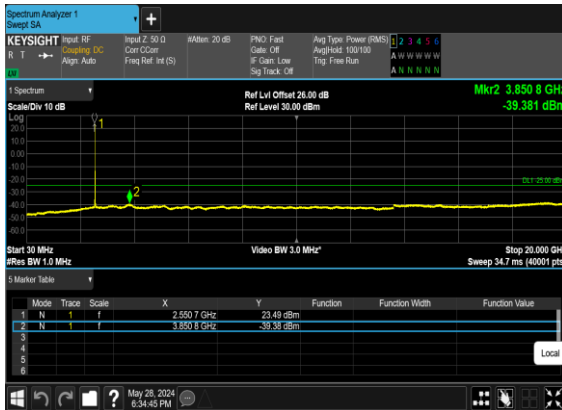 Spectrum Analyzer 1
Swept SA
+
KEYSIGHT Input: RF Input Z: 50 Ω #Atten: 20 dB PNO: Fast Avg Type: Power (RMS) 1 2 3 4 5 6
R T Coupling: DC Corr CCorr Gate: Off Avg|Hold: 100/100 A W W W W W
Align: Auto Freq Ref: Int (S) IF Gain: Low Trig: Free Run
Sig Track: Off A N N N N N
1 Spectrum Ref Lvl Offset 26.00 dB Mkr2 3.850 8 GHz
Scale/Div 10 dB Ref Level 30.00 dBm -39.381 dBm
Log
20.0
10.0
0.00
-10.0
-20.0
-30.0
-40.0
-50.0
-60.0
1
2
DL1 -25.00 dBm
Start 30 MHz Video BW 3.0 MHz* Stop 20.000 GHz
#Res BW 1.0 MHz Sweep 34.7 ms (40001 pts)
5 Marker Table
Mode Trace Scale X Y Function Function Width Function Value
1 N 1 f 2.550 7 GHz 23.49 dBm
2 N 1 f 3.850 8 GHz -39.38 dBm
3
4
5
6
Local
? May 28, 2024
6:34:45 PM